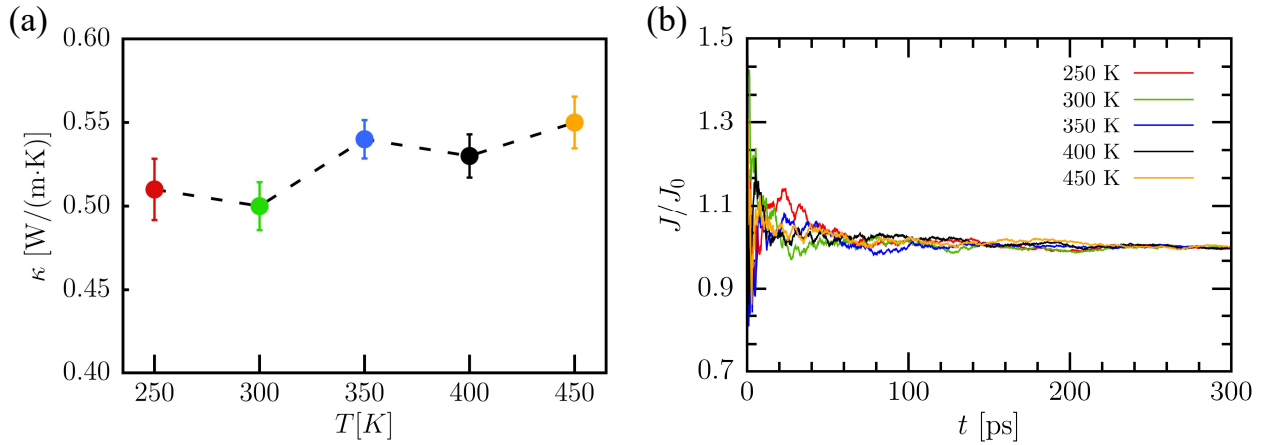 (a)
0.60
0.55
0.50
0.45
0.40
κ [W/(m·K)]
250 300 350 400 450
T[K]
(b)
1.5
1.3
1.1
0.9
0.7
J/J₀
250 K
300 K
350 K
400 K
450 K
0 100 200 300
t [ps]